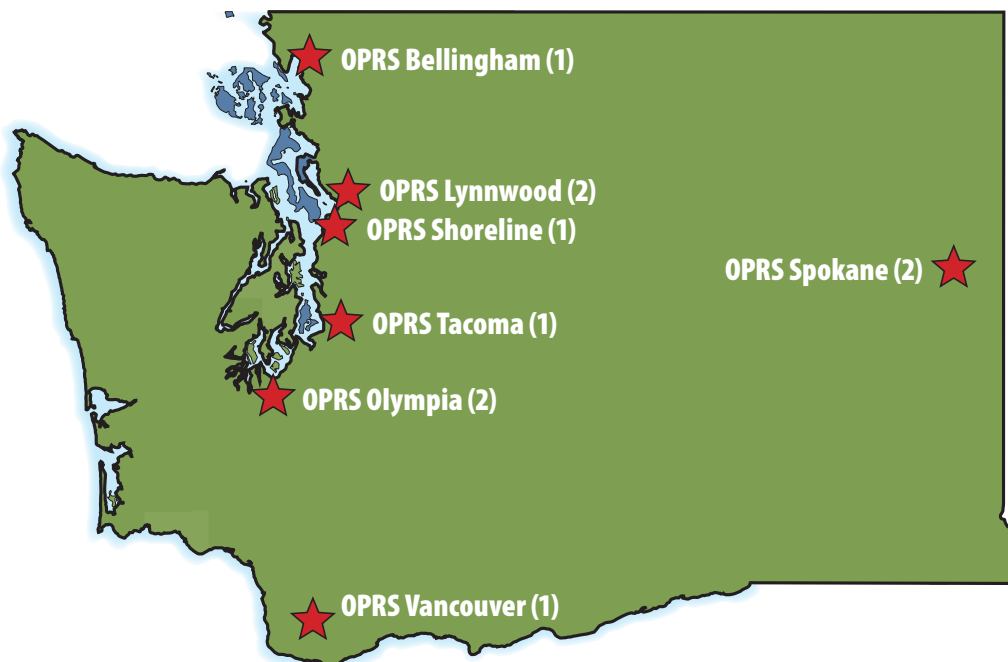 OPRS Bellingham (1)
OPRS Lynnwood (2)
OPRS Shoreline (1)
OPRS Spokane (2)
OPRS Tacoma (1)
OPRS Olympia (2)
OPRS Vancouver (1)